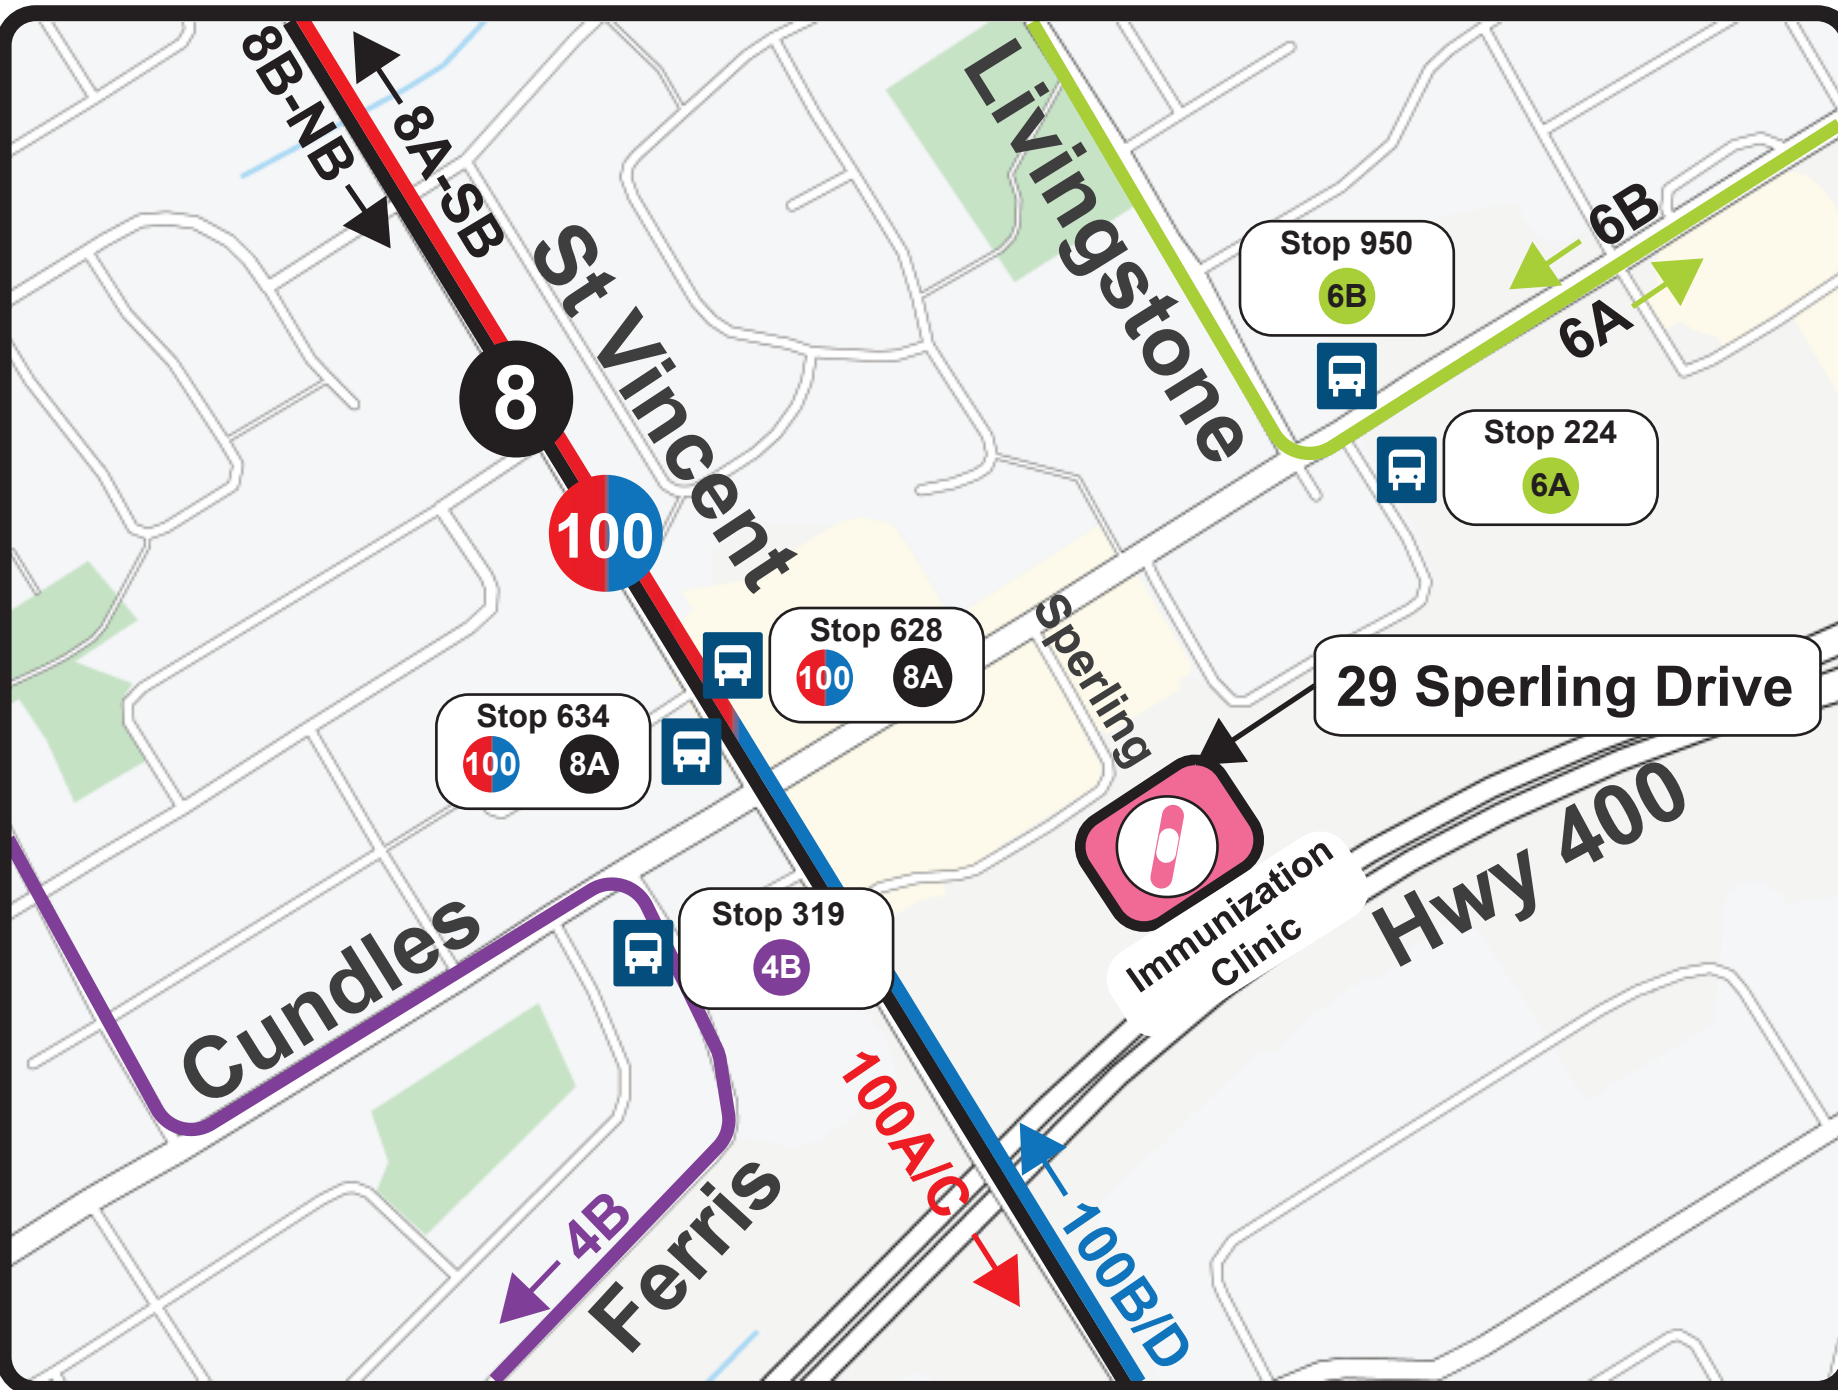 8B-NB
8A-SB
St Vincent
Livingstone
Stop 950
6B
6B
6A
Stop 224
6A
8
100
Stop 628
100 8A
Sperling
29 Sperling Drive
Stop 634
100 8A
Immunization
Clinic
Hwy 400
Stop 319
4B
Cundles
100A/C
100B/D
4B
Ferris